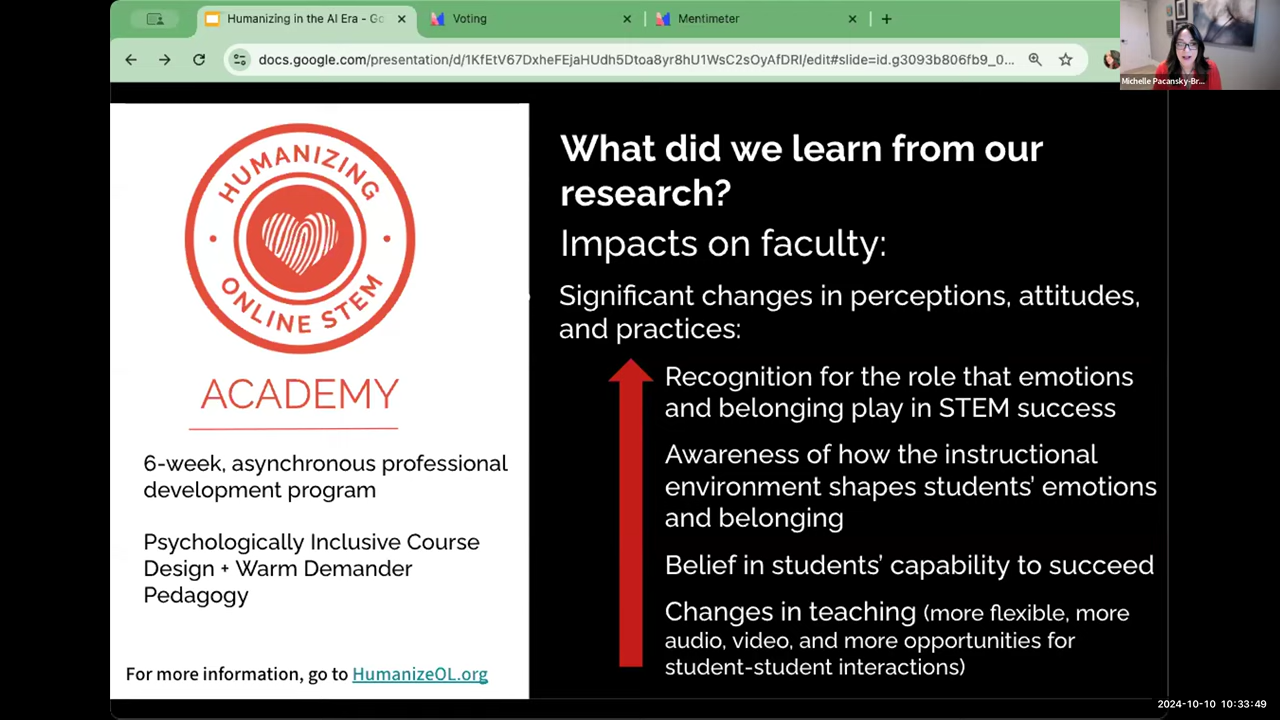 Humanizing in the AI Era - Go
Voting
Mentimeter
docs.google.com/presentation/d/1KfEtV67DxheFEjaHUdh5Dtoa8yr8hU1WsC2sOyAfDRI/edit#slide=id.g3093b806fb9_0...
Michelle Pacansky-Br...
HUMANIZING
ONLINE STEM
ACADEMY
6-week, asynchronous professional
development program
Psychologically Inclusive Course
Design + Warm Demander
Pedagogy
For more information, go to HumanizeOL.org
What did we learn from our
research?
Impacts on faculty:
Significant changes in perceptions, attitudes,
and practices:
Recognition for the role that emotions
and belonging play in STEM success
Awareness of how the instructional
environment shapes students' emotions
and belonging
Belief in students' capability to succeed
Changes in teaching (more flexible, more
audio, video, and more opportunities for
student-student interactions)
2024-10-10 10:33:49